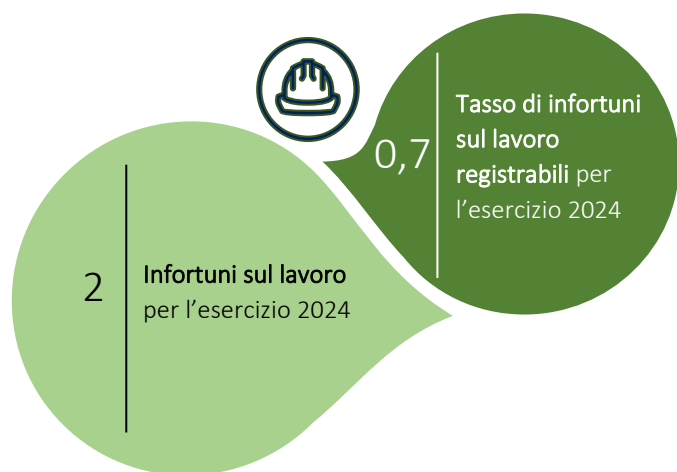 0,7
Tasso di infortuni
sul lavoro
registrabili per
l’esercizio 2024
2
Infortuni sul lavoro
per l’esercizio 2024